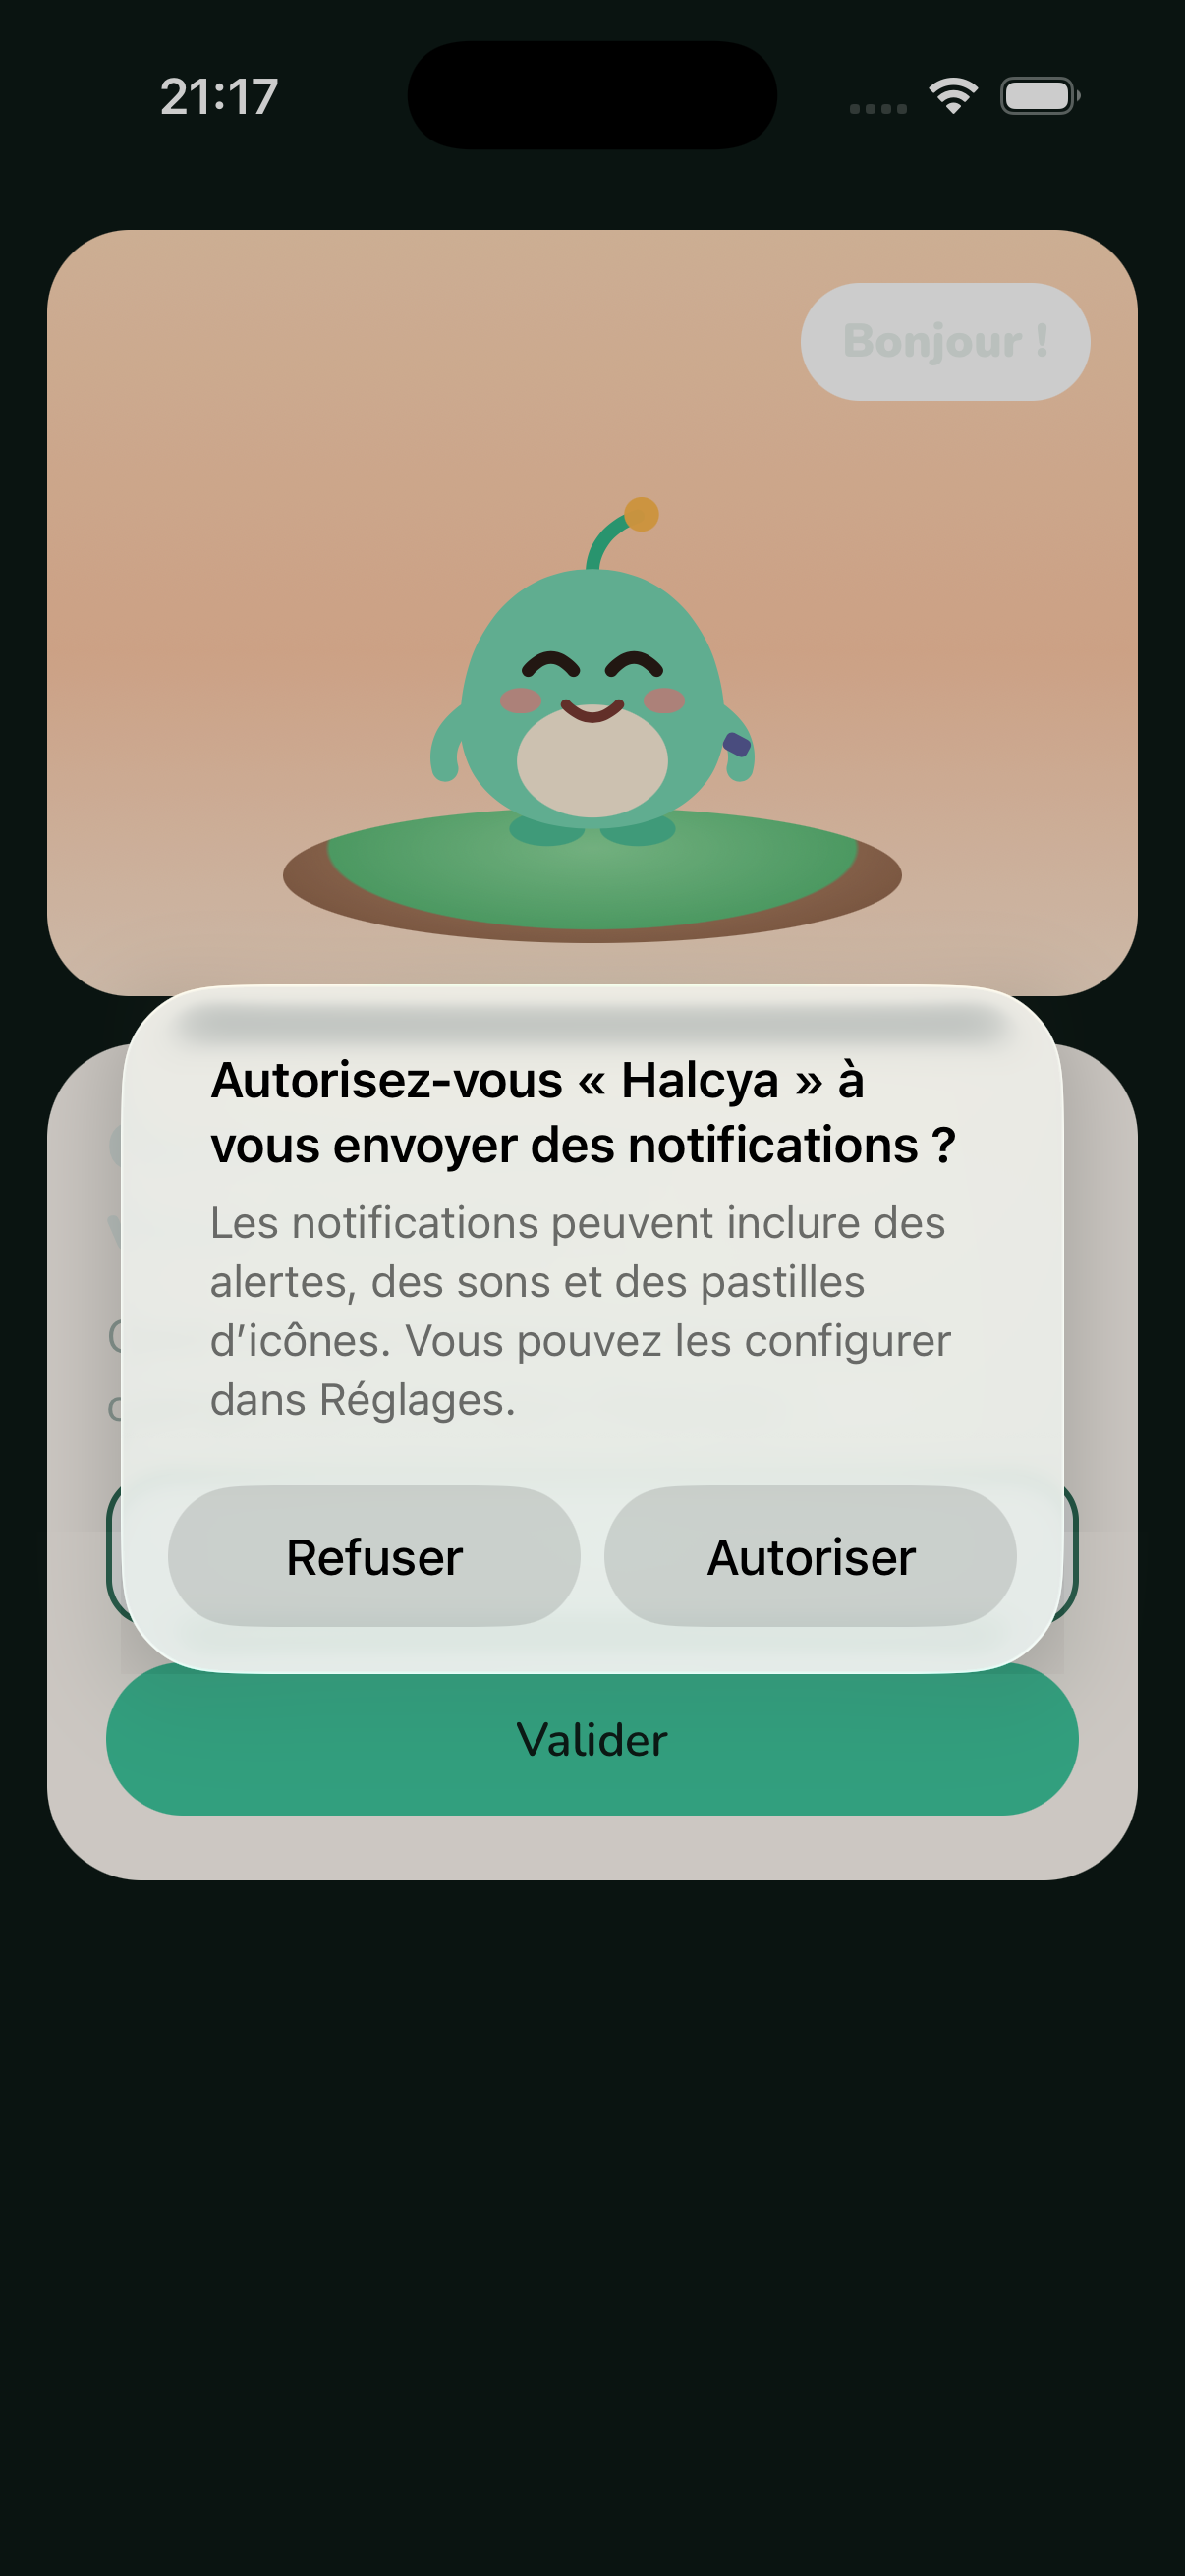 21:17
Bonjour !
Autorisez-vous « Halcya » à
vous envoyer des notifications ?
Les notifications peuvent inclure des
alertes, des sons et des pastilles
d’icônes. Vous pouvez les configurer
dans Réglages.
Refuser
Autoriser
Valider